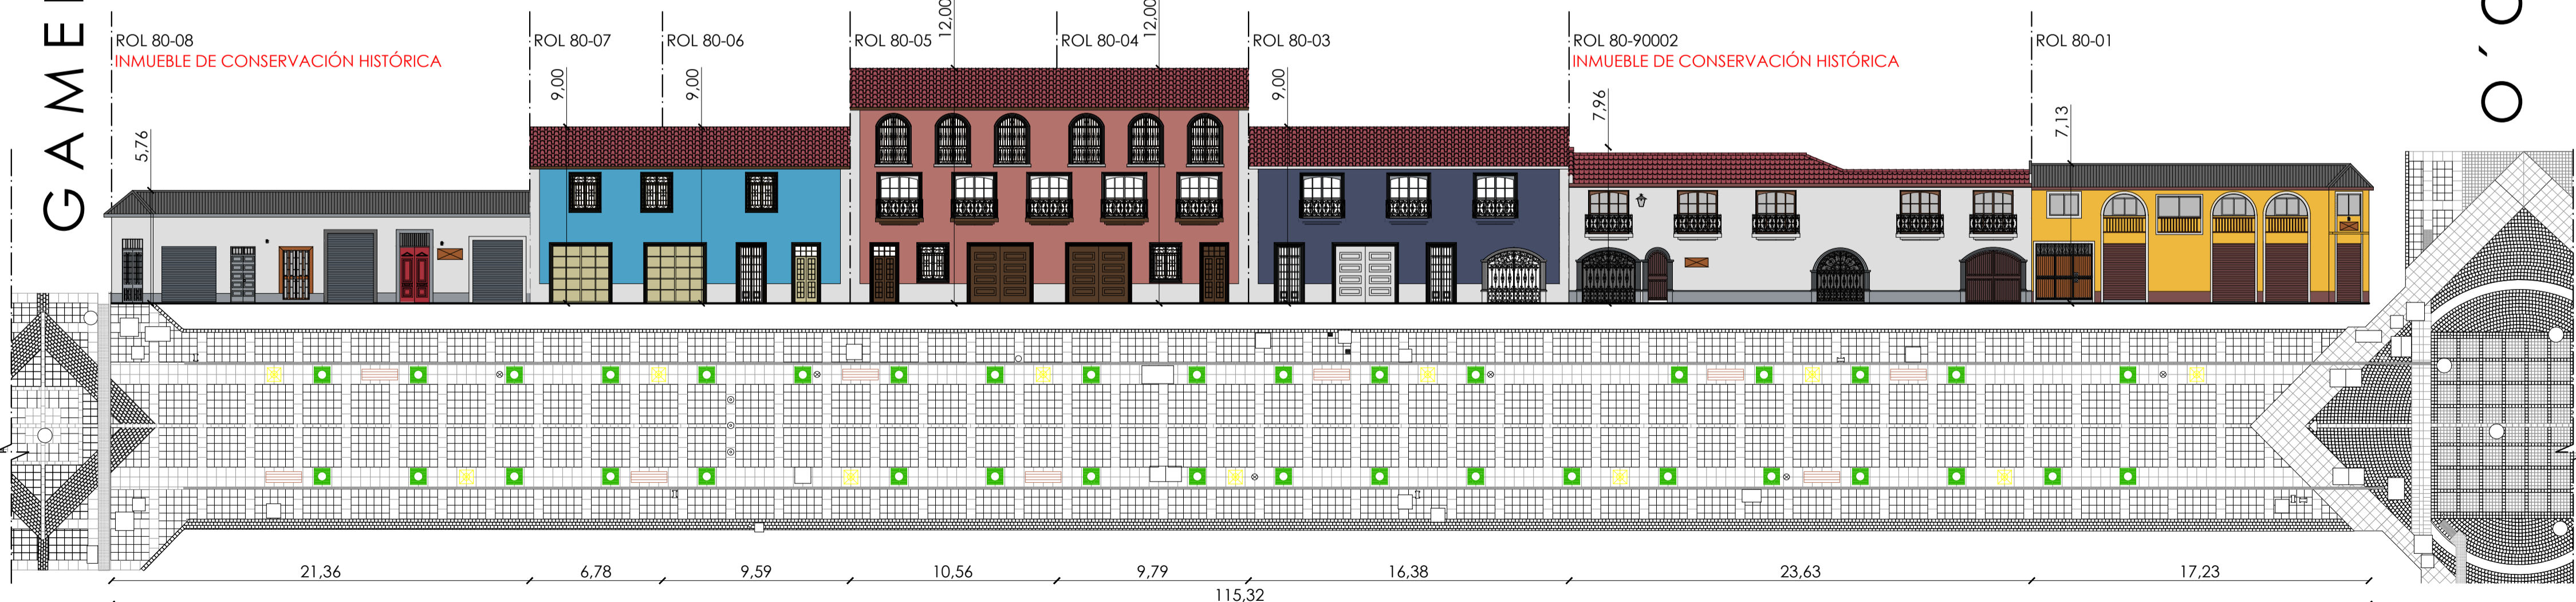 GAME
ROL 80-08
INMUEBLE DE CONSERVACIÓN HISTÓRICA
ROL 80-07
ROL 80-06
ROL 80-05
12,00
ROL 80-04
12,00
ROL 80-03
ROL 80-90002
INMUEBLE DE CONSERVACIÓN HISTÓRICA
ROL 80-01
O´O
5,76
9,00
9,00
9,00
7,96
7,13
21,36
6,78
9,59
10,56
9,79
16,38
23,63
17,23
115,32